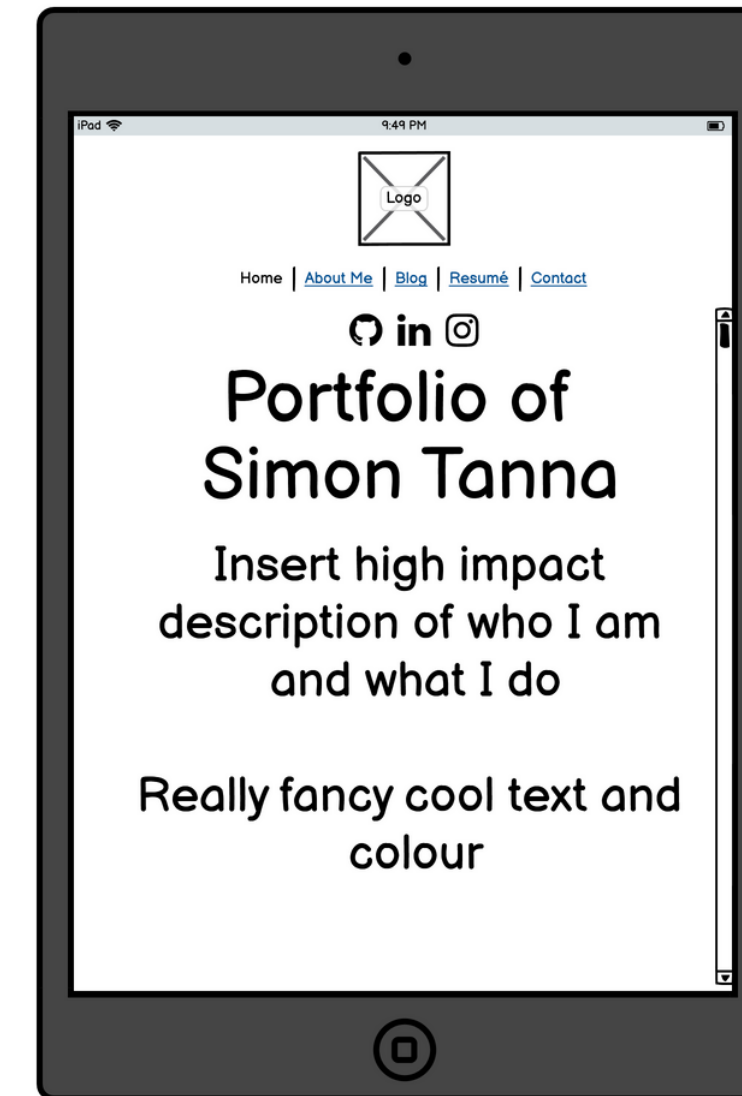 iPad 9:49 PM
Logo
Home About Me Blog Resumé Contact
in
Portfolio of
Simon Tanna
Insert high impact
description of who I am
and what I do
Really fancy cool text and
colour